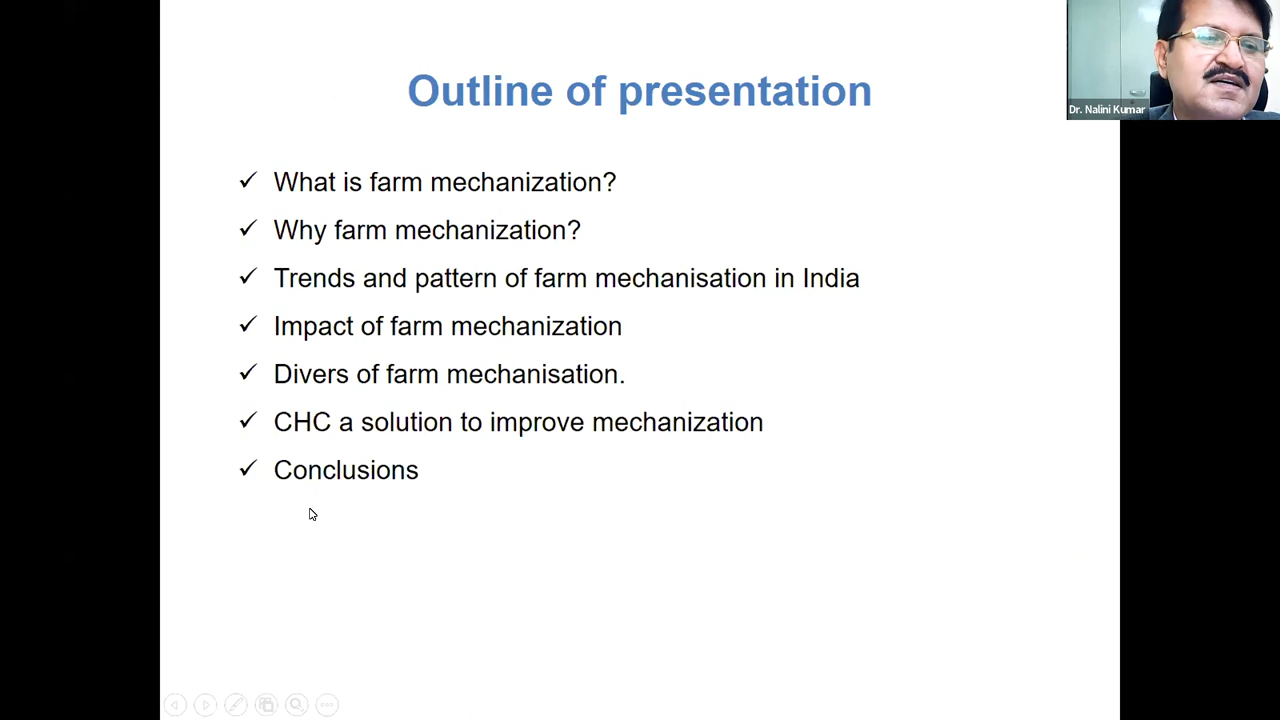 Outline of presentation
Dr. Nalini Kumar
✓ What is farm mechanization?
✓ Why farm mechanization?
✓ Trends and pattern of farm mechanisation in India
✓ Impact of farm mechanization
✓ Divers of farm mechanisation.
✓ CHC a solution to improve mechanization
✓ Conclusions